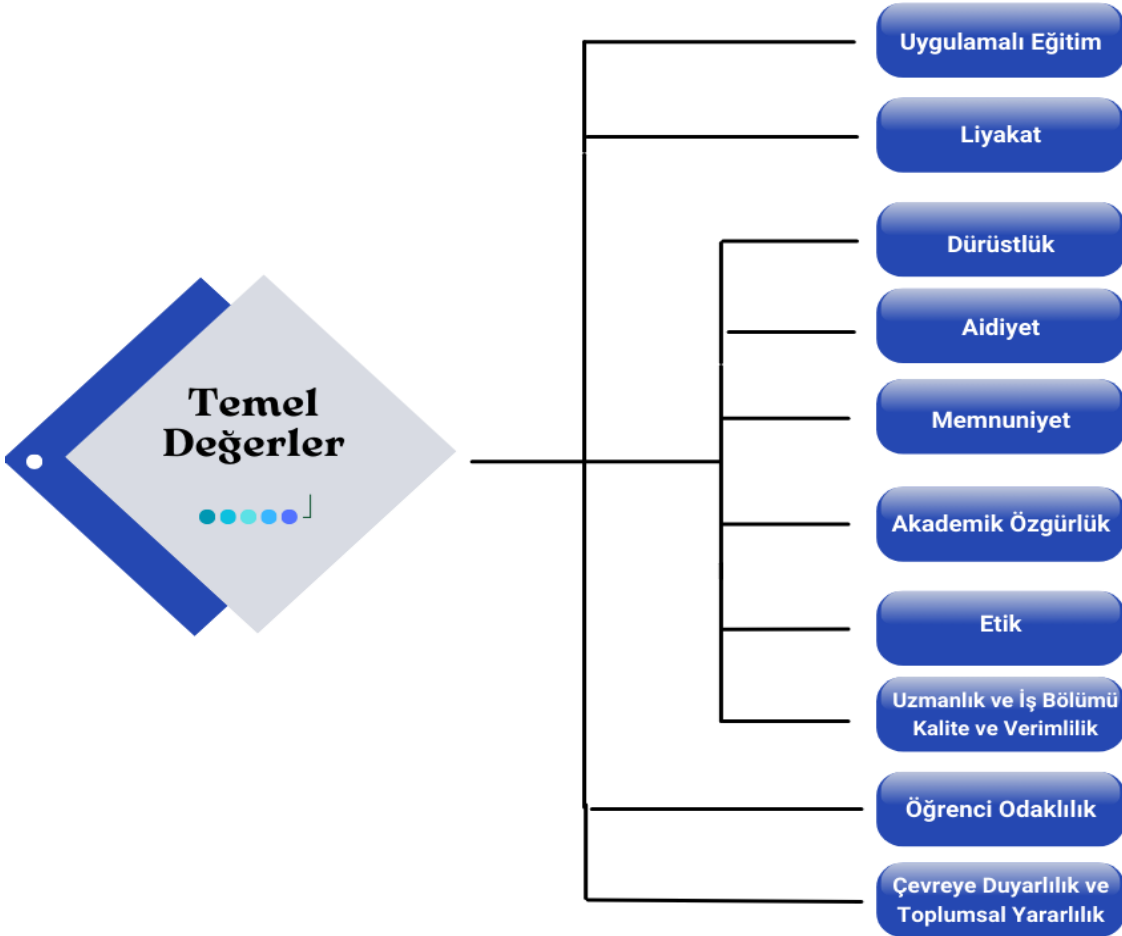 Temel
Değerler
Uygulamalı Eğitim
Liyakat
Dürüstlük
Aidiyet
Memnuniyet
Akademik Özgürlük
Etik
Uzmanlık ve İş Bölümü
Kalite ve Verimlilik
Öğrenci Odaklılık
Çevreye Duyarlılık ve
Toplumsal Yararlılık